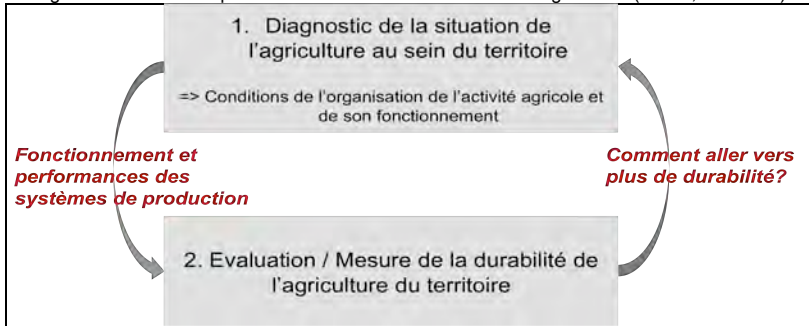 1. Diagnostic de la situation de
l'agriculture au sein du territoire
=> Conditions de l'organisation de l'activité agricole et
de son fonctionnement
Fonctionnement et
performances des
systèmes de production
Comment aller vers
plus de durabilité?
2. Evaluation / Mesure de la durabilité de
l'agriculture du territoire